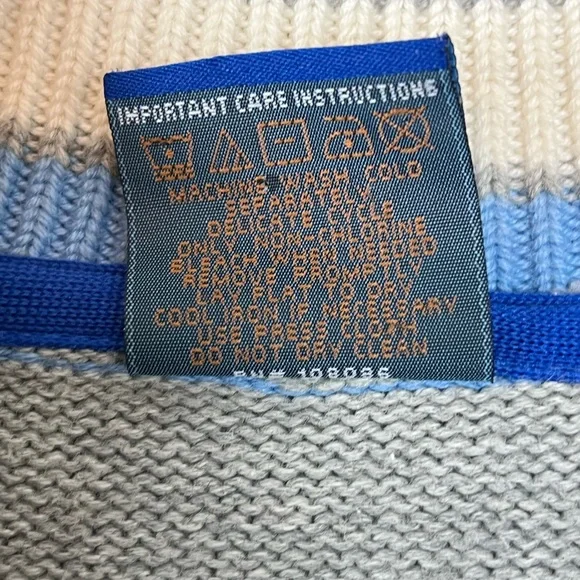 IMPORTANT CARE INSTRUCTIONS
MACHINE WASH COLD
SEPARATELY
DELICATE CYCLE
ONLY NON-CHLORINE
BLEACH WHEN NEEDED
REMOVE PROMPTLY
LAY FLAT TO DRY
COOL IRON IF NECESSARY
USE PRESS CLOTH
DO NOT DRY CLEAN
RN# 108086